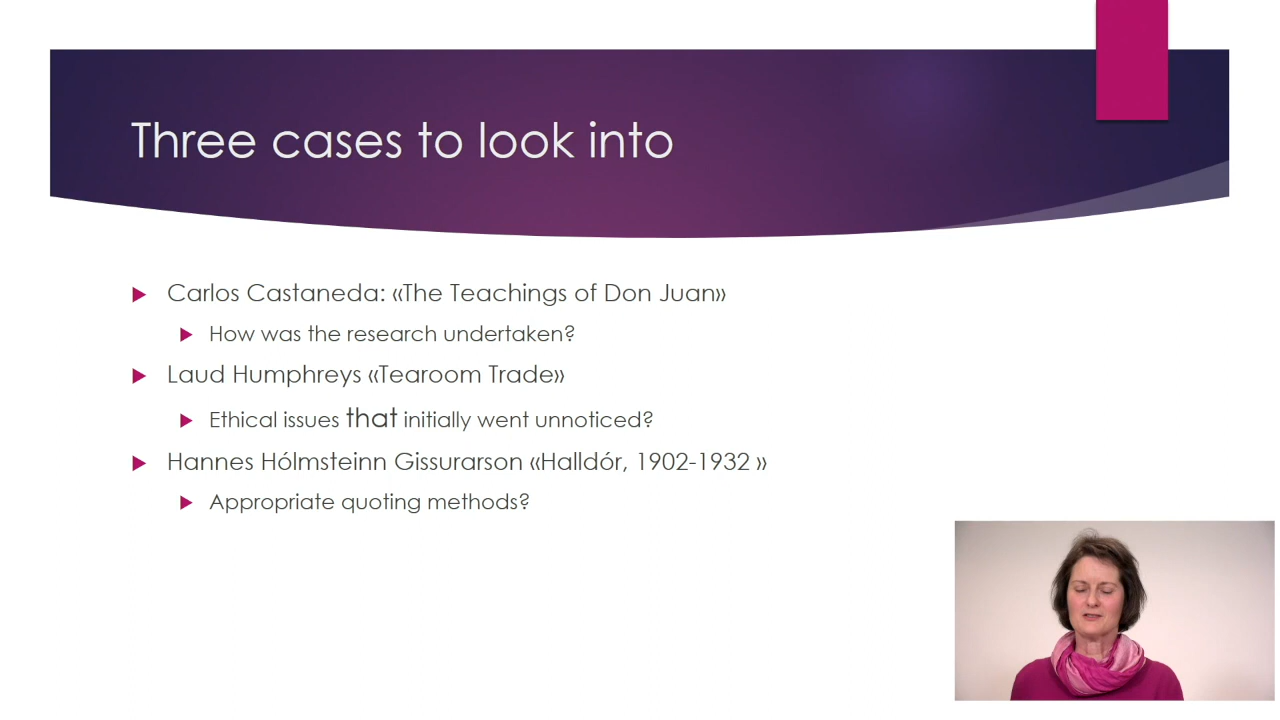 Three cases to look into
Carlos Castaneda: «The Teachings of Don Juan»
How was the research undertaken?
Laud Humphreys «Tearoom Trade»
Ethical issues that initially went unnoticed?
Hannes Hólmsteinn Gissurarson «Halldór, 1902-1932 »
Appropriate quoting methods?